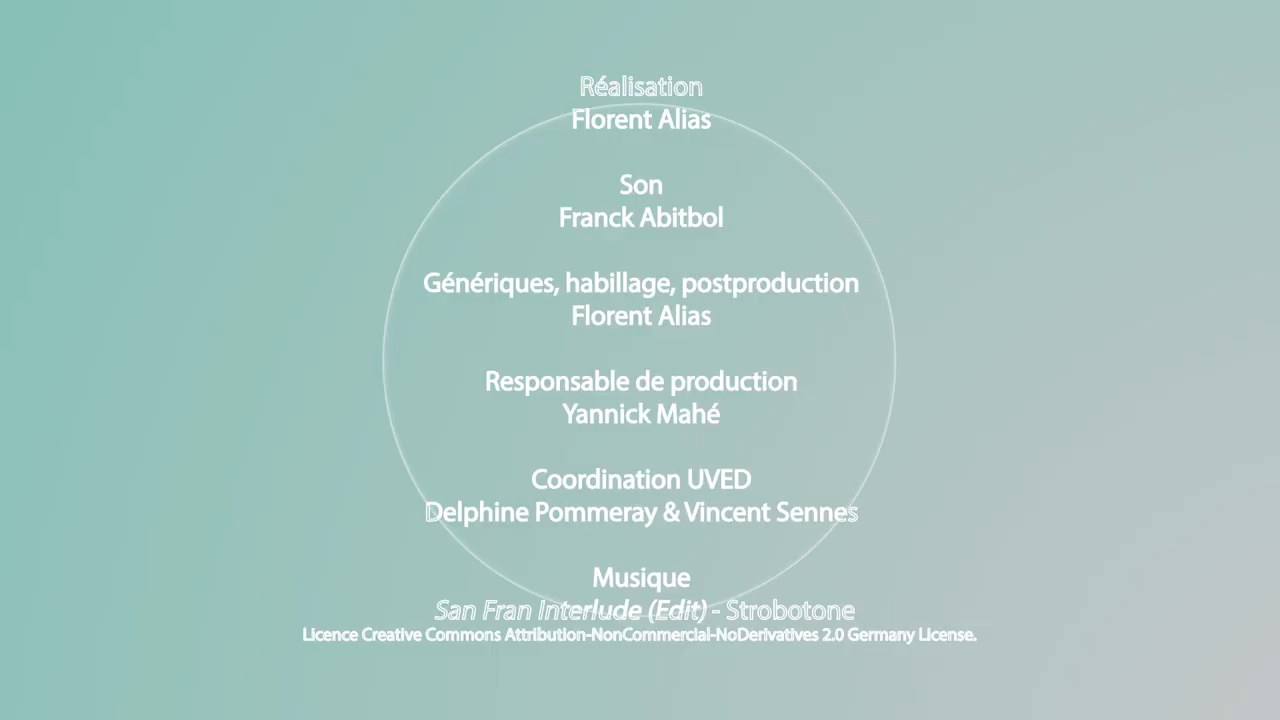 Réalisation
Florent Alias
Son
Franck Abitbol
Génériques, habillage, postproduction
Florent Alias
Responsable de production
Yannick Mahé
Coordination UVED
Delphine Pommeray & Vincent Sennes
Musique
San Fran Interlude (Edit) - Strobotone
Licence Creative Commons Attribution-NonCommercial-NoDerivatives 2.0 Germany License.